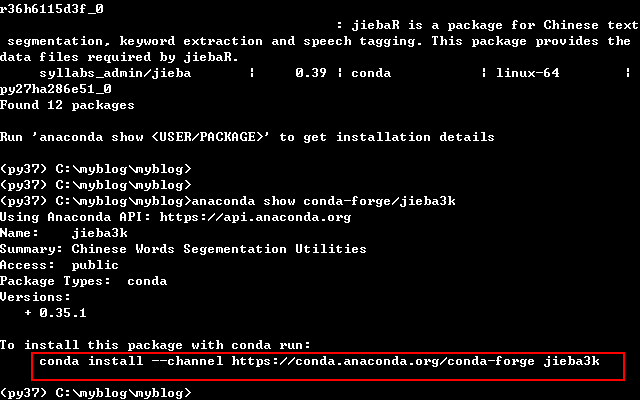 r36h6115d3f_0
: jiebaR is a package for Chinese text
segmentation, keyword extraction and speech tagging. This package provides the
data files required by jiebaR.
syllabs_admin/jieba | 0.39 | conda | linux-64 |
py27ha286e51_0
Found 12 packages
Run 'anaconda show <USER/PACKAGE>' to get installation details
(py37) C:\myblog\myblog>
(py37) C:\myblog\myblog>
(py37) C:\myblog\myblog>anaconda show conda-forge/jieba3k
Using Anaconda API: https://api.anaconda.org
Name: jieba3k
Summary: Chinese Words Segementation Utilities
Access: public
Package Types: conda
Versions:
+ 0.35.1
To install this package with conda run:
conda install --channel https://conda.anaconda.org/conda-forge jieba3k
(py37) C:\myblog\myblog>